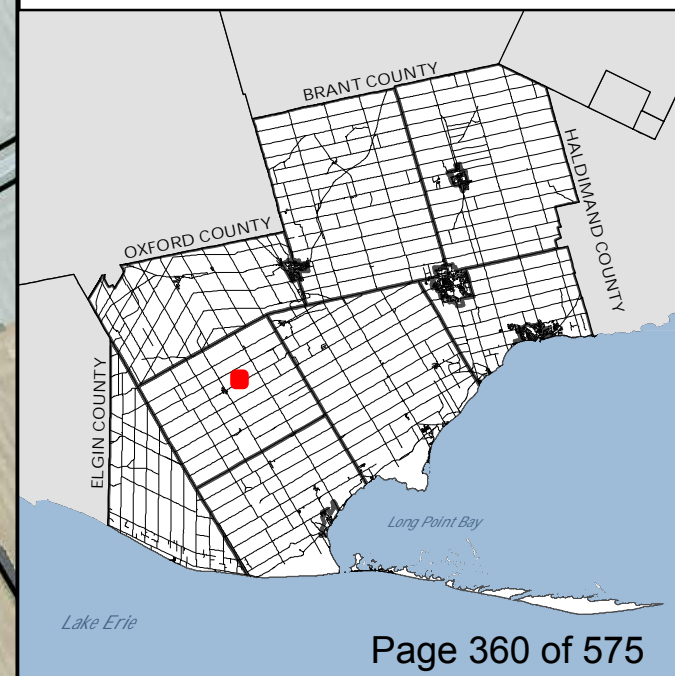 BRANT COUNTY
HALDIMAND COUNTY
OXFORD COUNTY
ELGIN COUNTY
Long Point Bay
Lake Erie
Page 360 of 575